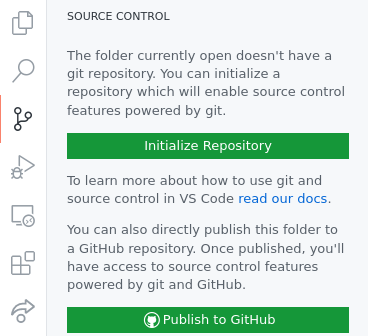 SOURCE CONTROL
The folder currently open doesn't have a
git repository. You can initialize a
repository which will enable source control
features powered by git.
Initialize Repository
To learn more about how to use git and
source control in VS Code read our docs.
You can also directly publish this folder to
a GitHub repository. Once published, you'll
have access to source control features
powered by git and GitHub.
Publish to GitHub